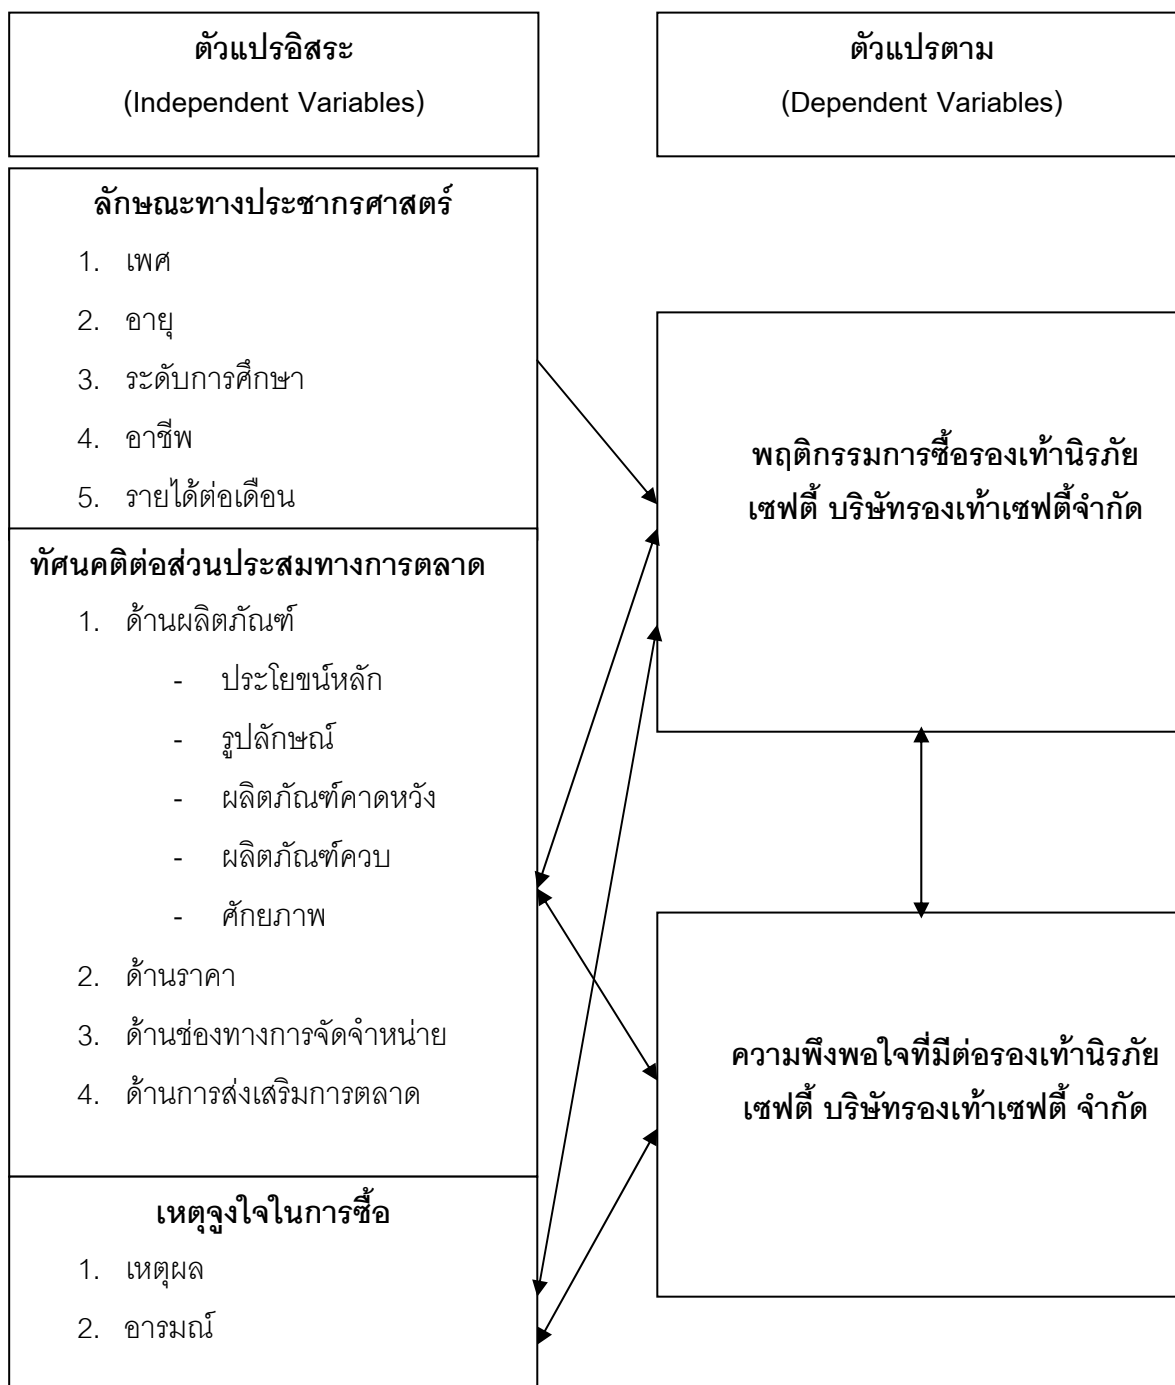 ตัวแปรอิสระ
(Independent Variables)
ตัวแปรตาม
(Dependent Variables)
ลักษณะทางประชากรศาสตร์
1. เพศ
2. อายุ
3. ระดับการศึกษา
4. อาชีพ
5. รายได้ต่อเดือน
ทัศนคติต่อส่วนประสมทางการตลาด
1. ด้านผลิตภัณฑ์
- ประโยขน์หลัก
- รูปลักษณ์
- ผลิตภัณฑ์คาดหวัง
- ผลิตภัณฑ์ควบ
- ศักยภาพ
2. ด้านราคา
3. ด้านช่องทางการจัดจำหน่าย
4. ด้านการส่งเสริมการตลาด
เหตุจูงใจในการซื้อ
1. เหตุผล
2. อารมณ์
พฤติกรรมการซื้อรองเท้านิรภัย
เซฟตี้ บริษัทรองเท้าเซฟตี้จำกัด
ความพึงพอใจที่มีต่อรองเท้านิรภัย
เซฟตี้ บริษัทรองเท้าเซฟตี้ จำกัด